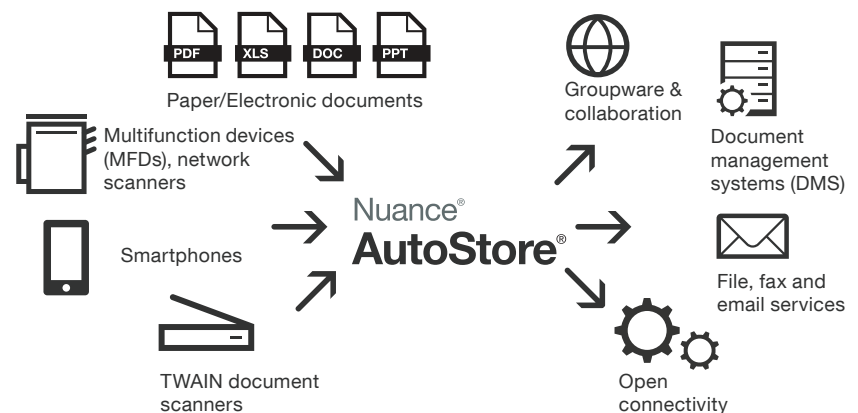 PDF XLS DOC PPT
Paper/Electronic documents
Multifunction devices
(MFDs), network
scanners
Smartphones
TWAIN document
scanners
Nuance®
AutoStore®
Groupware &
collaboration
Document
management
systems (DMS)
File, fax and
email services
Open
connectivity